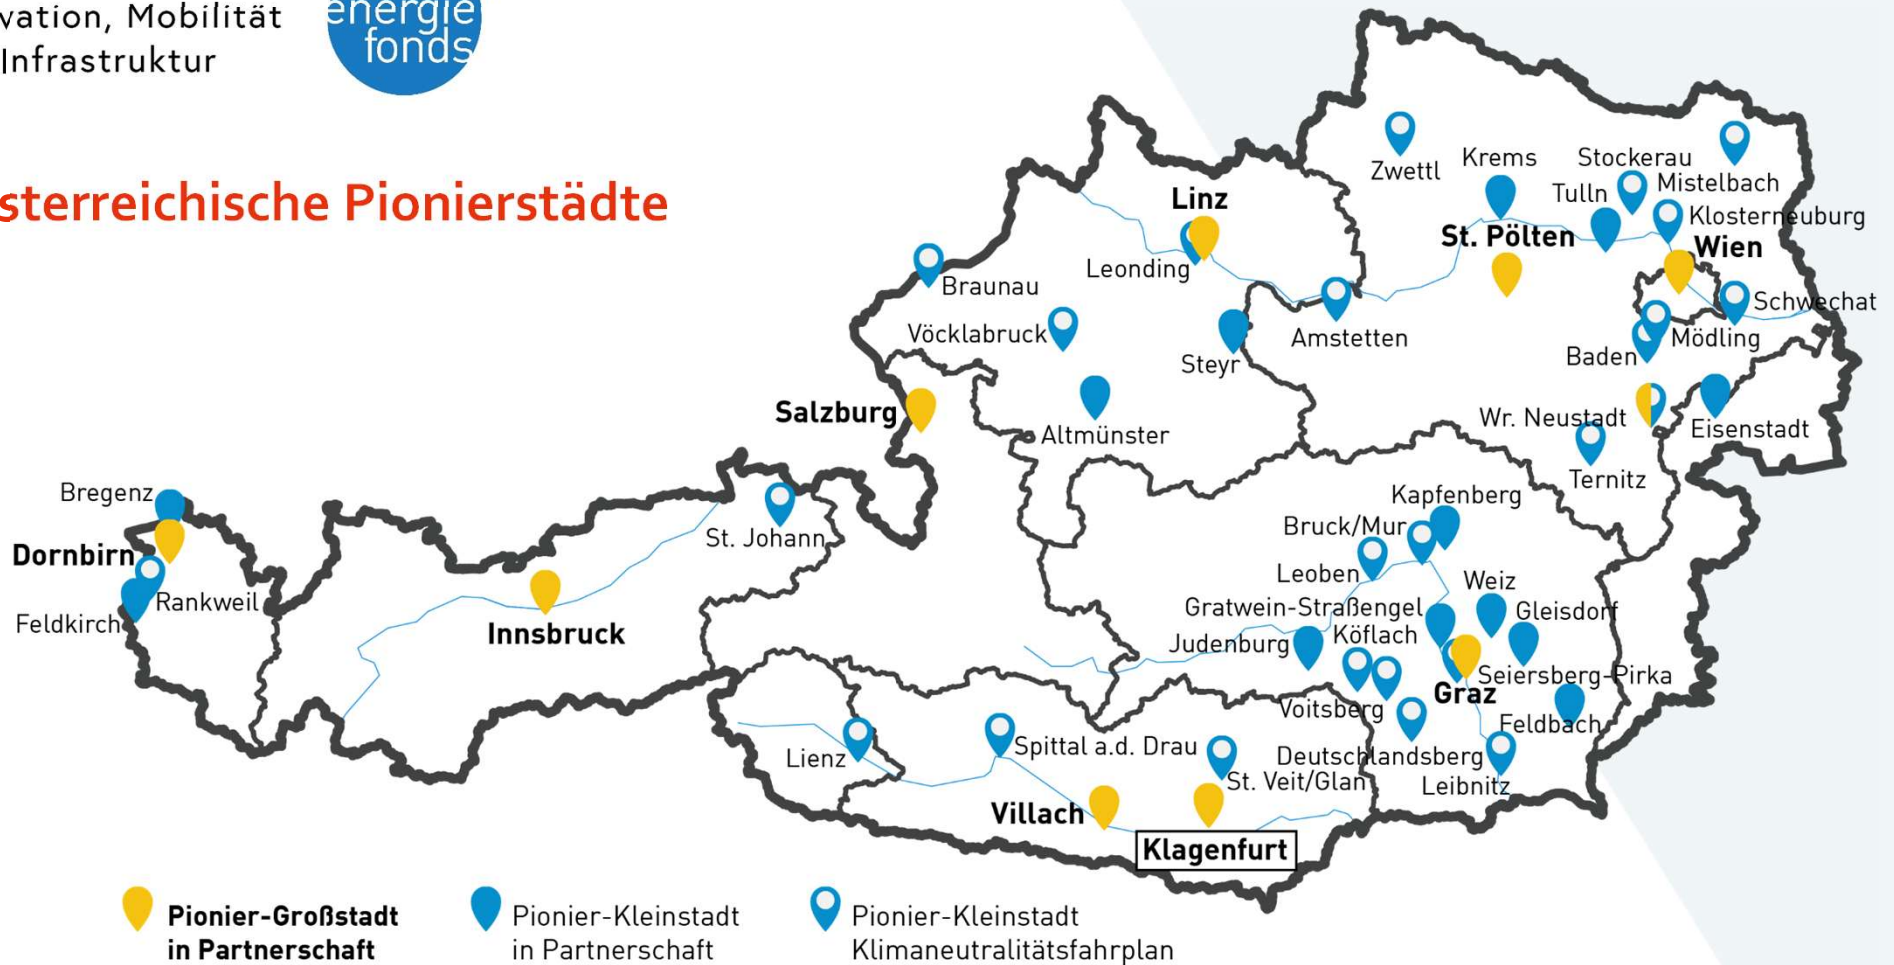 vation, Mobilität
Infrastruktur
energie
fonds
sterreichische Pionierstädte
Zwettl
Krems
Stockerau
Tulln
Mistelbach
Klosterneuburg
Linz
St. Pölten
Wien
Leonding
Braunau
Schwechat
Vöcklabruck
Amstetten
Mödling
Steyr
Baden
Salzburg
Altmünster
Wr. Neustadt
Eisenstadt
Ternitz
Bregenz
Kapfenberg
Bruck/Mur
St. Johann
Dornbirn
Leoben
Weiz
Rankweil
Gratwein-Straßengel
Gleisdorf
Feldkirch
Innsbruck
Köflach
Judenburg
Seiersberg-Pirka
Graz
Voitsberg
Feldbach
Lienz
Spittal a.d. Drau
Deutschlandsberg
St. Veit/Glan
Leibnitz
Villach
Klagenfurt
Pionier-Großstadt
in Partnerschaft
Pionier-Kleinstadt
in Partnerschaft
Pionier-Kleinstadt
Klimaneutralitätsfahrplan